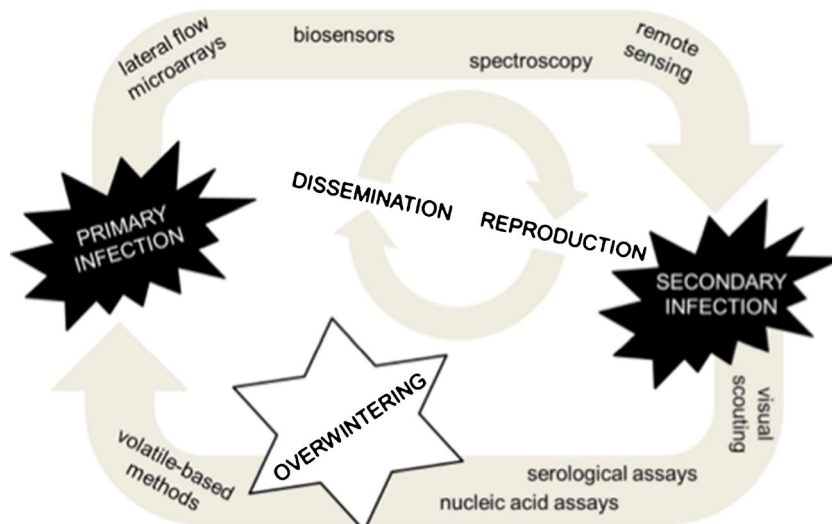 lateral flow
microarrays
biosensors
spectroscopy
remote
sensing
DISSEMINATION
REPRODUCTION
PRIMARY
INFECTION
SECONDARY
INFECTION
visual
scouting
OVERWINTERING
volatile-based
methods
serological assays
nucleic acid assays